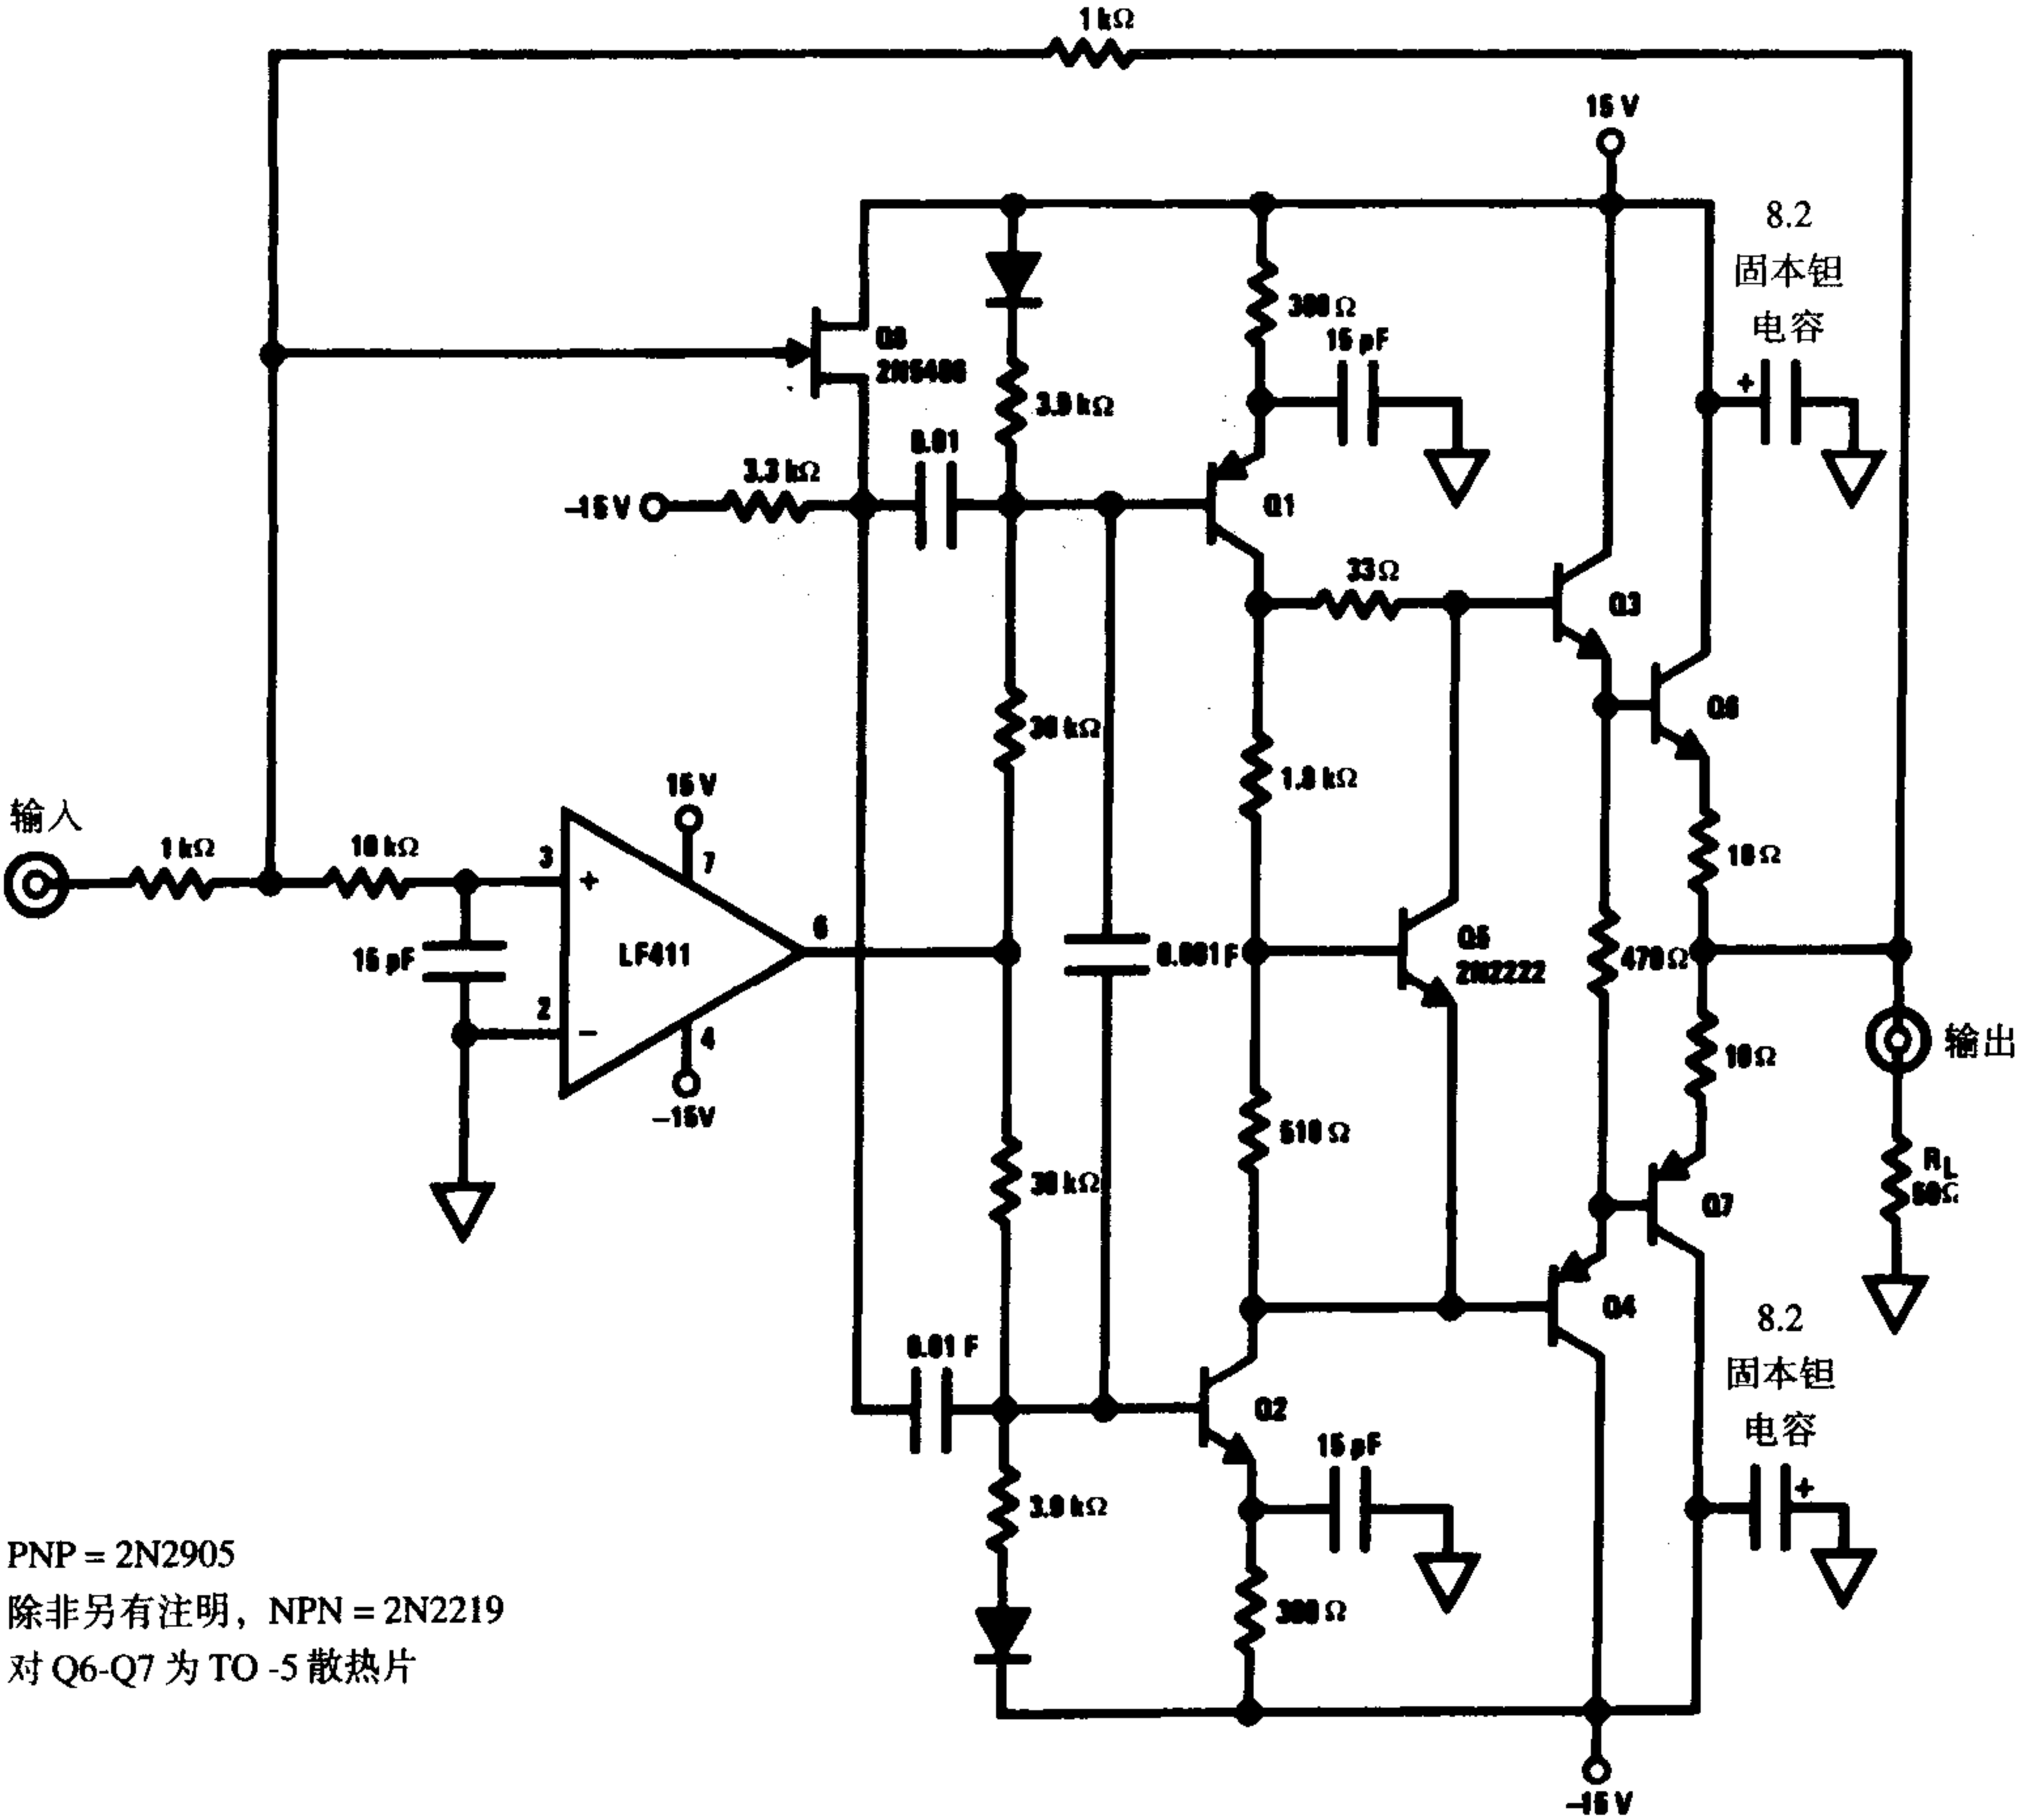 1 kΩ
15 V
8.2
固本钽
电容
300 Ω
15 pF
Q8
2N5486
3.9 kΩ
0.01
3.3 kΩ
-15 V
Q1
33 Ω
Q3
Q6
1.8 kΩ
10 Ω
15 V
7
输入
1 kΩ
10 kΩ
3
+
6
LF411
15 pF
0.001 F
Q5
2N2222
470 Ω
2
−
4
-15V
输出
10 Ω
510 Ω
RL
50Ω
Q7
Q4
8.2
固本钽
电容
0.01 F
Q2
15 pF
3.9 kΩ
+
300 Ω
PNP = 2N2905
除非另有注明，NPN = 2N2219
对 Q6-Q7 为 TO -5 散热片
-15 V